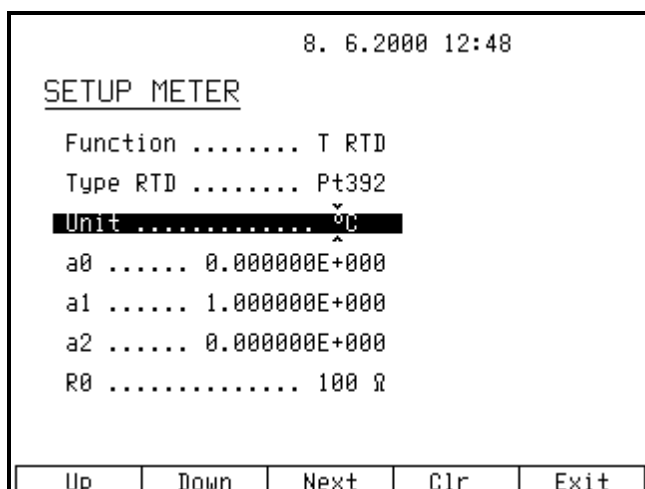 8. 6.2000 12:48
SETUP METER
Function ........ T RTD
Type RTD ........ Pt392
Unit ............. °C
a0 ...... 0.000000E+000
a1 ...... 1.000000E+000
a2 ...... 0.000000E+000
R0 .............. 100 Ω
Up Down Next Clr Exit